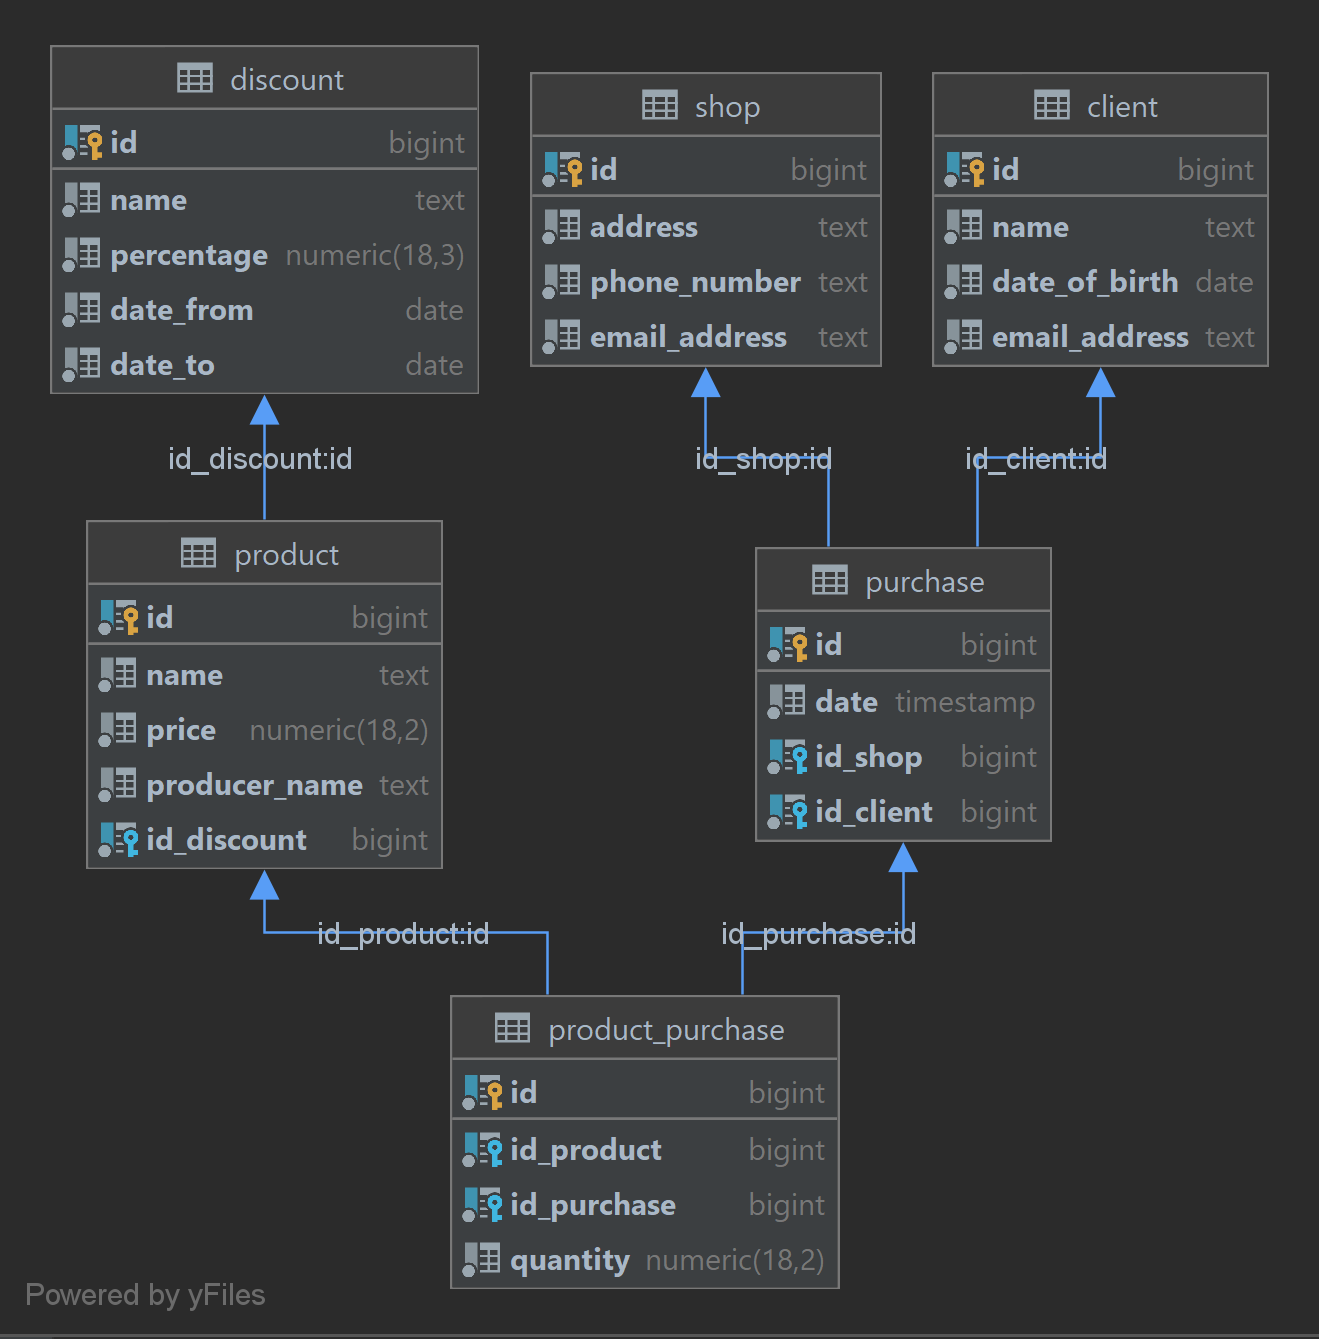 discount
id bigint
name text
percentage numeric(18,3)
date_from date
date_to date
shop
id bigint
address text
phone_number text
email_address text
client
id bigint
name text
date_of_birth date
email_address text
id_discount:id
id_shop:id
id_client:id
product
id bigint
name text
price numeric(18,2)
producer_name text
id_discount bigint
purchase
id bigint
date timestamp
id_shop bigint
id_client bigint
id_product:id
id_purchase:id
product_purchase
id bigint
id_product bigint
id_purchase bigint
quantity numeric(18,2)
Powered by yFiles